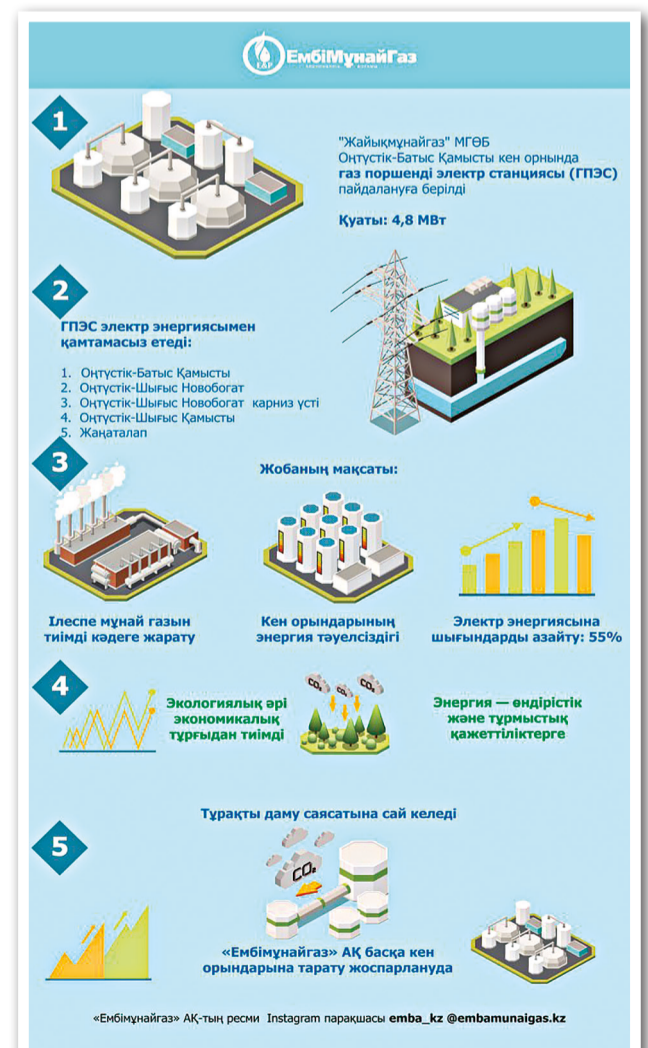 ЕмбіМұнайГаз
1
"Жайықмұнайгаз" МГӨБ
Оңтүстік-Батыс Қамысты кен орнында
газ поршенді электр станциясы (ГПЭС)
пайдалануға берілді
Қуаты: 4,8 МВт
2
ГПЭС электр энергиясымен
қамтамасыз етеді:
1. Оңтүстік-Батыс Қамысты
2. Оңтүстік-Шығыс Новобогат
3. Оңтүстік-Шығыс Новобогат карниз үсті
4. Оңтүстік-Шығыс Қамысты
5. Жаңаталап
3
Жобаның мақсаты:
Ілеспе мұнай газын
тиімді кәдеге жарату
Кен орындарының
энергия тәуелсіздігі
Электр энергиясына
шығындарды азайту: 55%
4
Экологиялық әрі
экономикалық
тұрғыдан тиімді
CO₂ CO₂ CO₂
Энергия — өндірістік
және тұрмыстық
қажеттіліктерге
Тұрақты даму саясатына сай келеді
5
CO₂
«Ембімұнайгаз» АҚ басқа кен
орындарына тарату жоспарлануда
«Ембімұнайгаз» АҚ-тың ресми Instagram парақшасы emba_kz @embamunaigas.kz